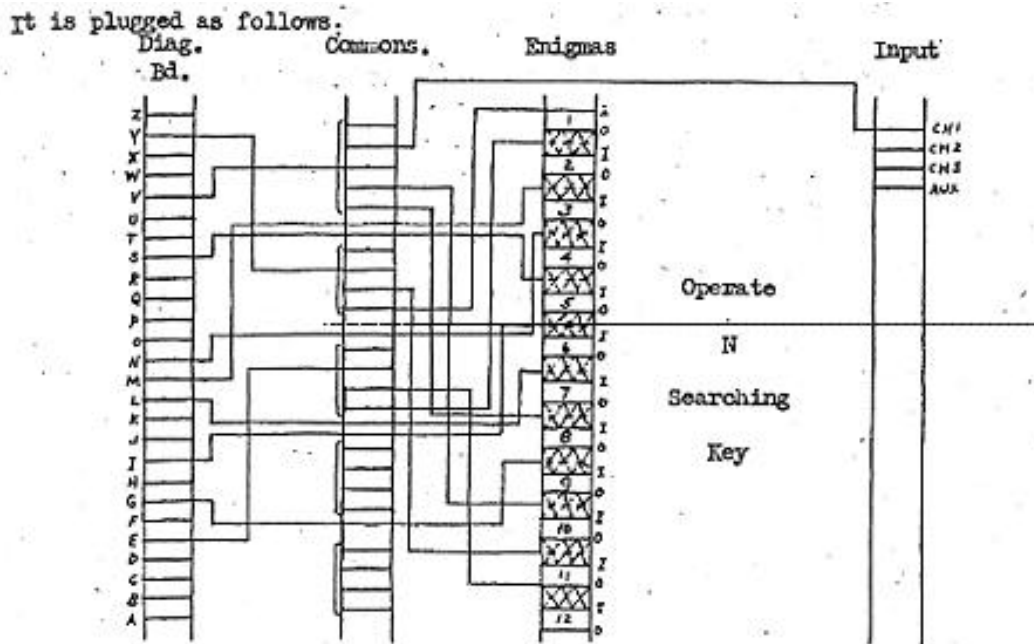 It is plugged as follows.
Diag. Bd.
Commons.
Enigmas
Input
Z
Y
X
W
V
U
T
S
R
Q
P
O
N
M
L
K
J
I
H
G
F
E
D
C
B
A
1
2
3
4
5
6
7
8
9
10
11
12
I
O
I
O
I
O
I
O
I
O
I
O
I
O
I
O
I
O
I
O
I
O
I
O
CH1
CH2
CH3
AUX
Operate
N
Searching
Key